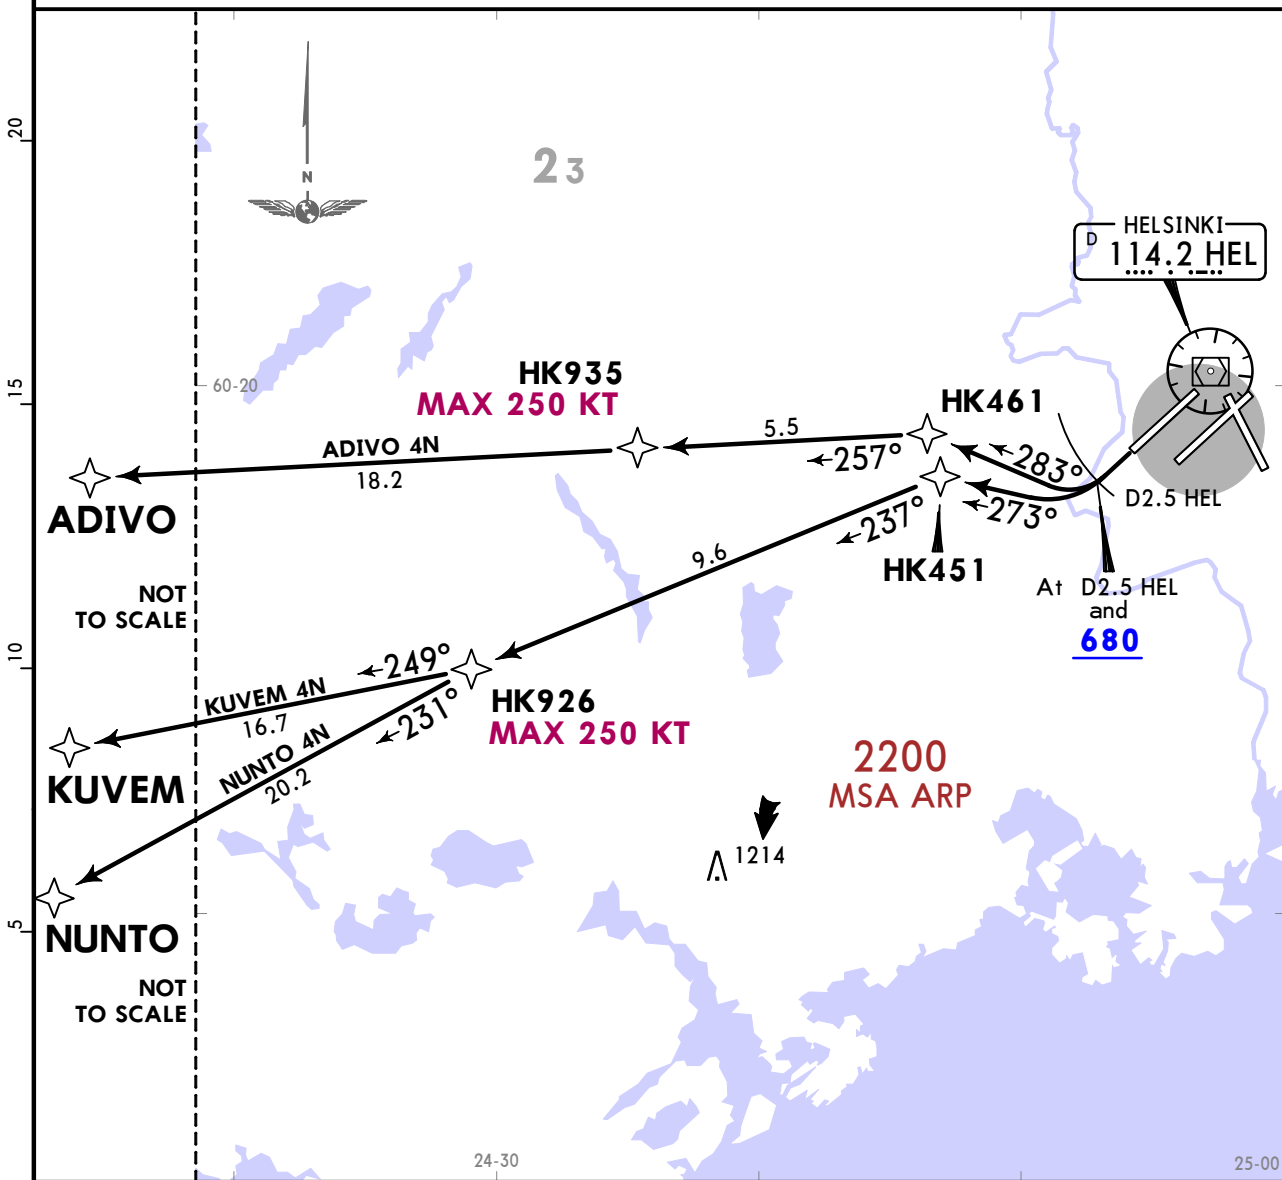 20
15
10
5
N
23
HELSINKI
D 114.2 HEL
60-20
HK935
MAX 250 KT
HK461
5.5
←257°
←283°
D2.5 HEL
ADIVO 4N
18.2
ADIVO
←273°
←237°
9.6
HK451
At D2.5 HEL
and
680
NOT
TO SCALE
←249°
KUVEM 4N
16.7
←231°
NUNTO 4N
20.2
HK926
MAX 250 KT
KUVEM
2200
MSA ARP
1214
NUNTO
NOT
TO SCALE
24-30
25-00